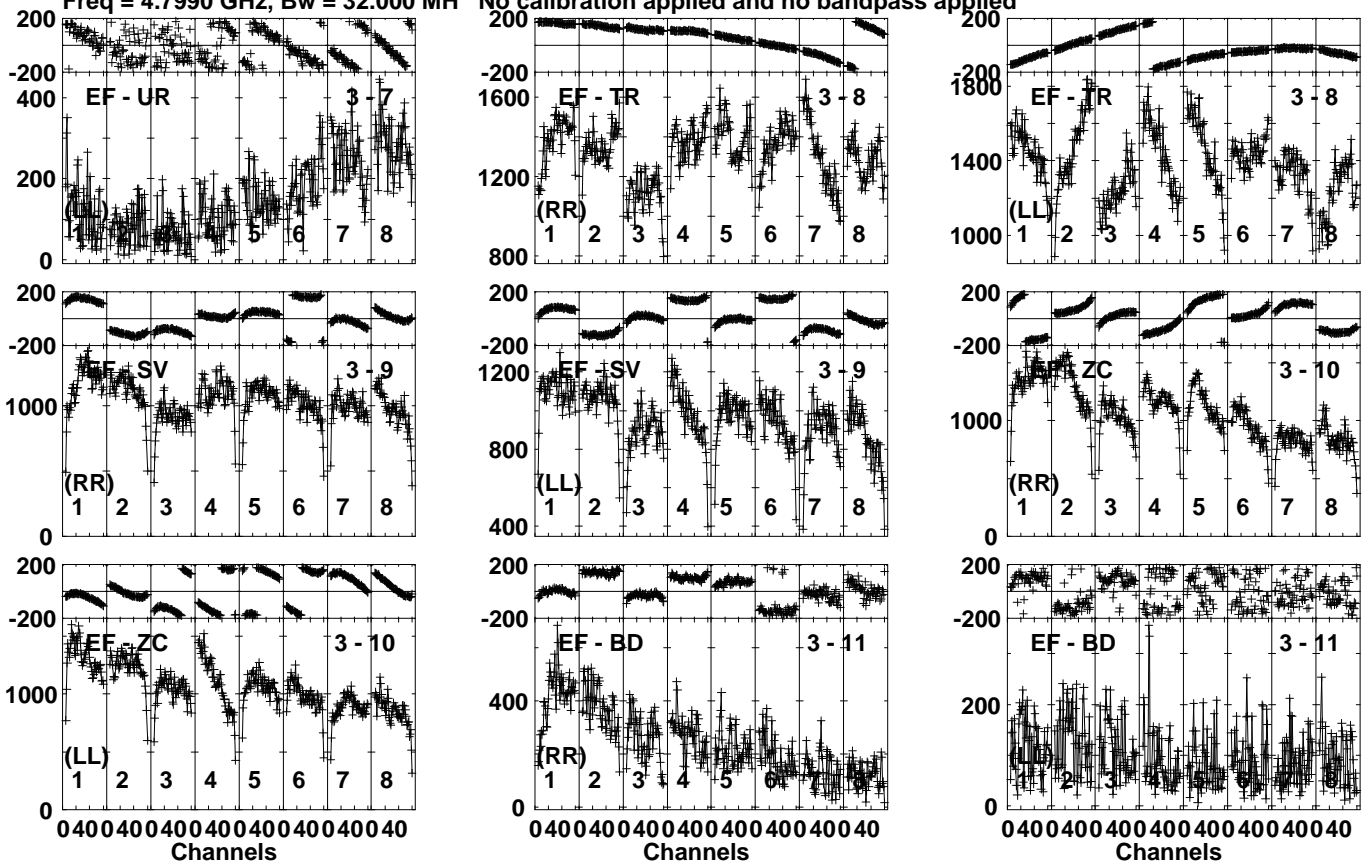 Freq = 4.7990 GHz, Bw = 32.000 MH No calibration applied and no bandpass applied
200
-200
400
200
0
EF - UR 3 - 7
(LL)
1 2 3 4 5 6 7 8
1600
1200
800
EF - TR 3 - 8
(RR)
1 2 3 4 5 6 7 8
200
-200
1800
1400
1000
EF - TR 3 - 8
(LL)
1 2 3 4 5 6 7 8
200
-200
1000
0
EF - SV 3 - 9
(RR)
1 2 3 4 5 6 7 8
200
-200
1200
800
400
EF - SV 3 - 9
(LL)
1 2 3 4 5 6 7 8
200
-200
1000
0
EF - ZC 3 - 10
(RR)
1 2 3 4 5 6 7 8
200
-200
1000
0
EF - ZC 3 - 10
(LL)
1 2 3 4 5 6 7 8
0 40 0 40 0 40 0 40 0 40 0 40 0 40 0 40
Channels
200
-200
400
0
EF - BD 3 - 11
(RR)
1 2 3 4 5 6 7 8
0 40 0 40 0 40 0 40 0 40 0 40 0 40 0 40
Channels
200
-200
200
0
EF - BD 3 - 11
(LL)
1 2 3 4 5 6 7 8
0 40 0 40 0 40 0 40 0 40 0 40 0 40 0 40
Channels